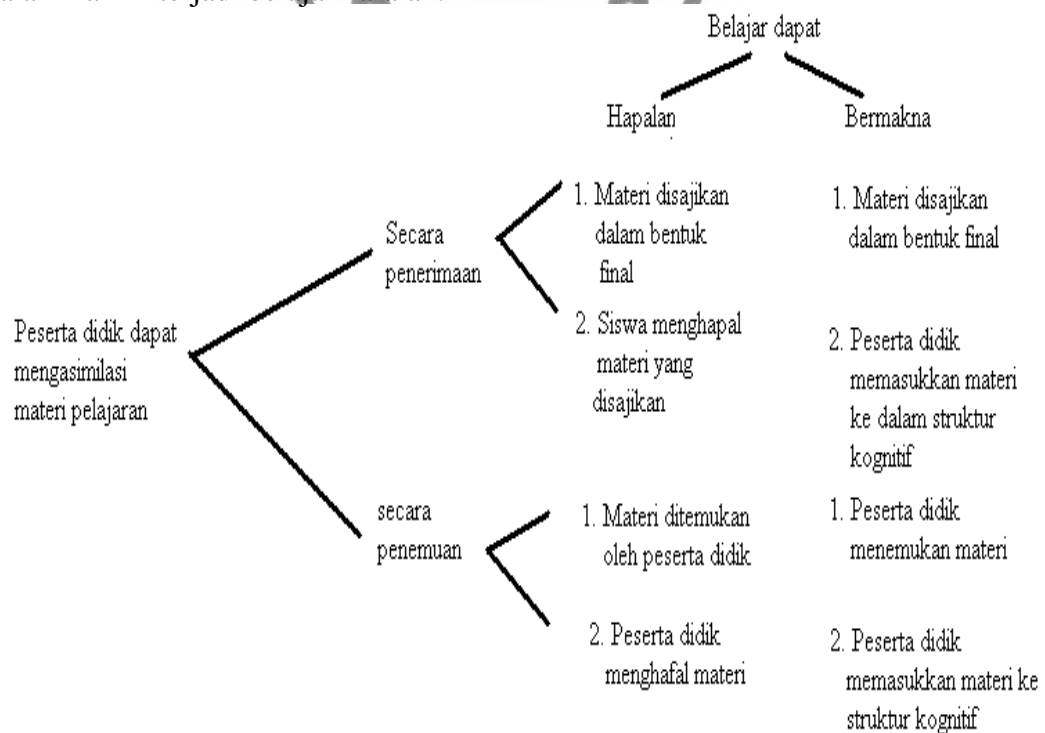 Belajar dapat
Hapalan
Bermakna
1. Materi disajikan
dalam bentuk
final
1. Materi disajikan
dalam bentuk final
Secara
penerimaan
2. Siswa menghapal
materi yang
disajikan
2. Peserta didik
memasukkan materi
ke dalam struktur
kognitif
Peserta didik dapat
mengasimilasi
materi pelajaran
secara
penemuan
1. Materi ditemukan
oleh peserta didik
1. Peserta didik
menemukan materi
2. Peserta didik
menghafal materi
2. Peserta didik
memasukkan materi ke
struktur kognitif